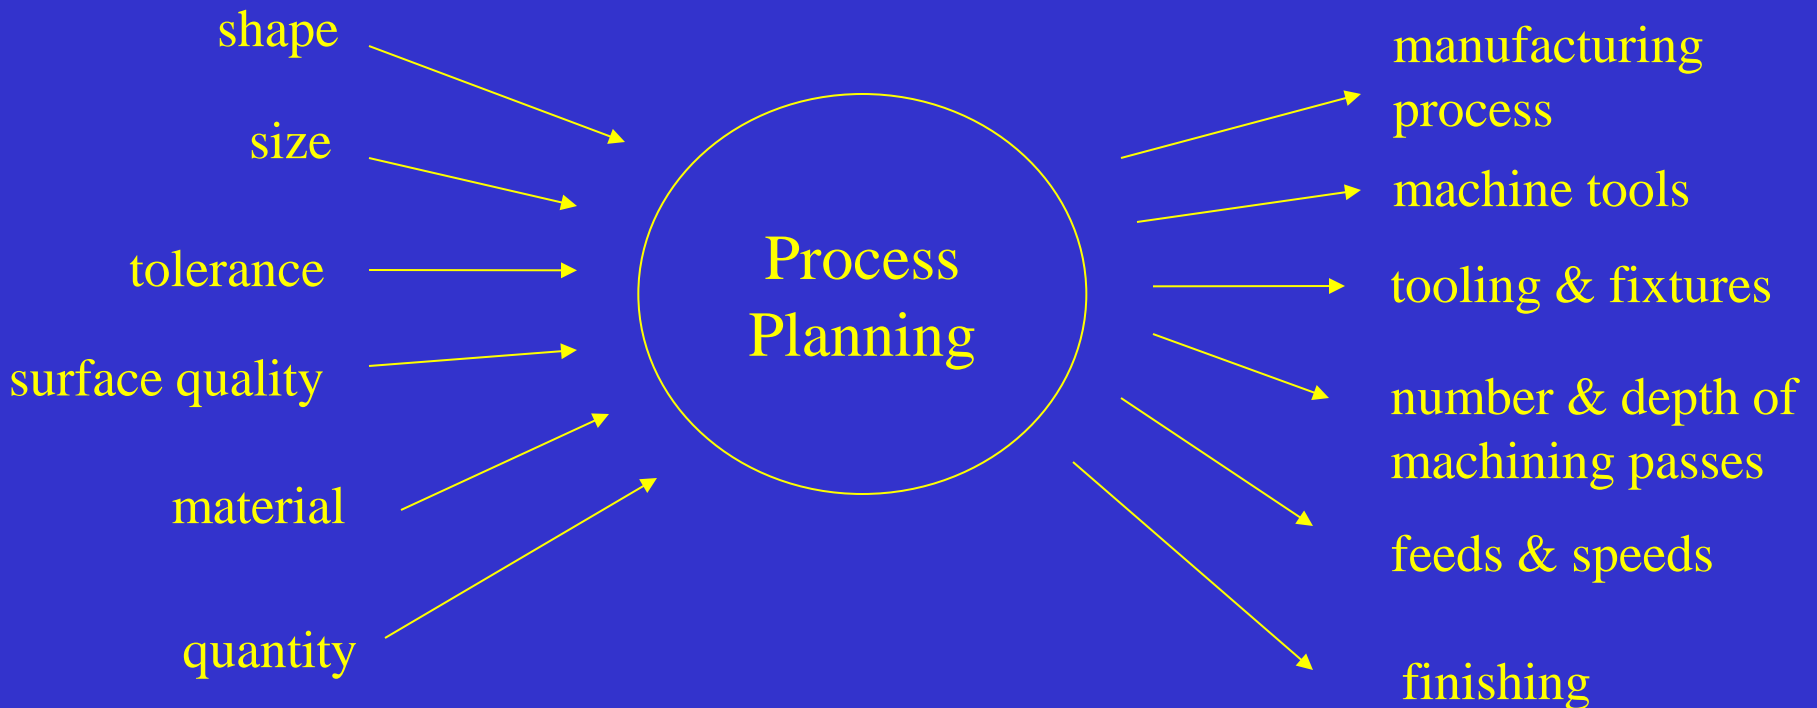 shape
size
tolerance
surface quality
material
quantity
Process
Planning
manufacturing
process
machine tools
tooling & fixtures
number & depth of
machining passes
feeds & speeds
finishing